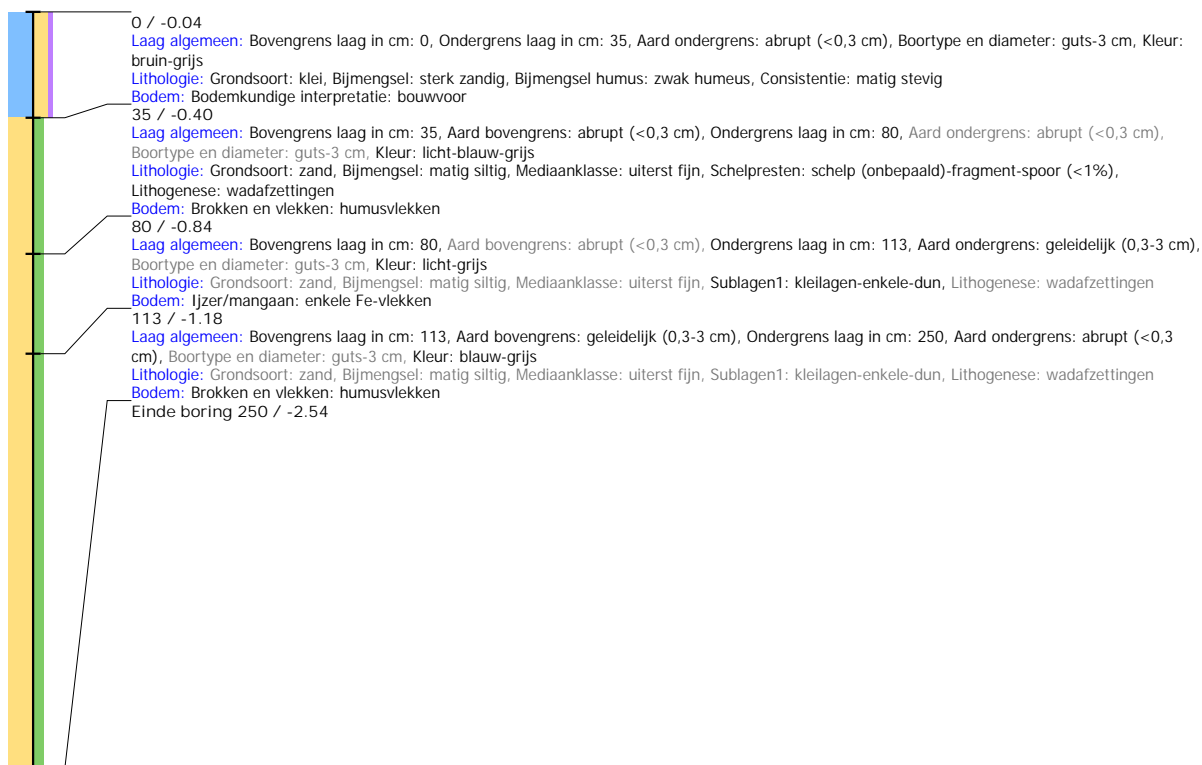 0 / -0.04
Laag algemeen: Bovengrens laag in cm: 0, Ondergrens laag in cm: 35, Aard ondergrens: abrupt (<0,3 cm), Boortype en diameter: guts-3 cm, Kleur:
bruin-grijs
Lithologie: Grondsoort: klei, Bijmengsel: sterk zandig, Bijmengsel humus: zwak humeus, Consistentie: matig stevig
Bodem: Bodemkundige interpretatie: bouwvoor
35 / -0.40
Laag algemeen: Bovengrens laag in cm: 35, Aard bovengrens: abrupt (<0,3 cm), Ondergrens laag in cm: 80, Aard ondergrens: abrupt (<0,3 cm),
Boortype en diameter: guts-3 cm, Kleur: licht-blauw-grijs
Lithologie: Grondsoort: zand, Bijmengsel: matig siltig, Mediaanklasse: uiterst fijn, Schelpresten: schelp (onbepaald)-fragment-spoor (<1%),
Lithogenese: wadafzettingen
Bodem: Brokken en vlekken: humusvlekken
80 / -0.84
Laag algemeen: Bovengrens laag in cm: 80, Aard bovengrens: abrupt (<0,3 cm), Ondergrens laag in cm: 113, Aard ondergrens: geleidelijk (0,3-3 cm),
Boortype en diameter: guts-3 cm, Kleur: licht-grijs
Lithologie: Grondsoort: zand, Bijmengsel: matig siltig, Mediaanklasse: uiterst fijn, Sublagen1: kleilagen-enkele-dun, Lithogenese: wadafzettingen
Bodem: Ijzer/mangaan: enkele Fe-vlekken
113 / -1.18
Laag algemeen: Bovengrens laag in cm: 113, Aard bovengrens: geleidelijk (0,3-3 cm), Ondergrens laag in cm: 250, Aard ondergrens: abrupt (<0,3
cm), Boortype en diameter: guts-3 cm, Kleur: blauw-grijs
Lithologie: Grondsoort: zand, Bijmengsel: matig siltig, Mediaanklasse: uiterst fijn, Sublagen1: kleilagen-enkele-dun, Lithogenese: wadafzettingen
Bodem: Brokken en vlekken: humusvlekken
Einde boring 250 / -2.54